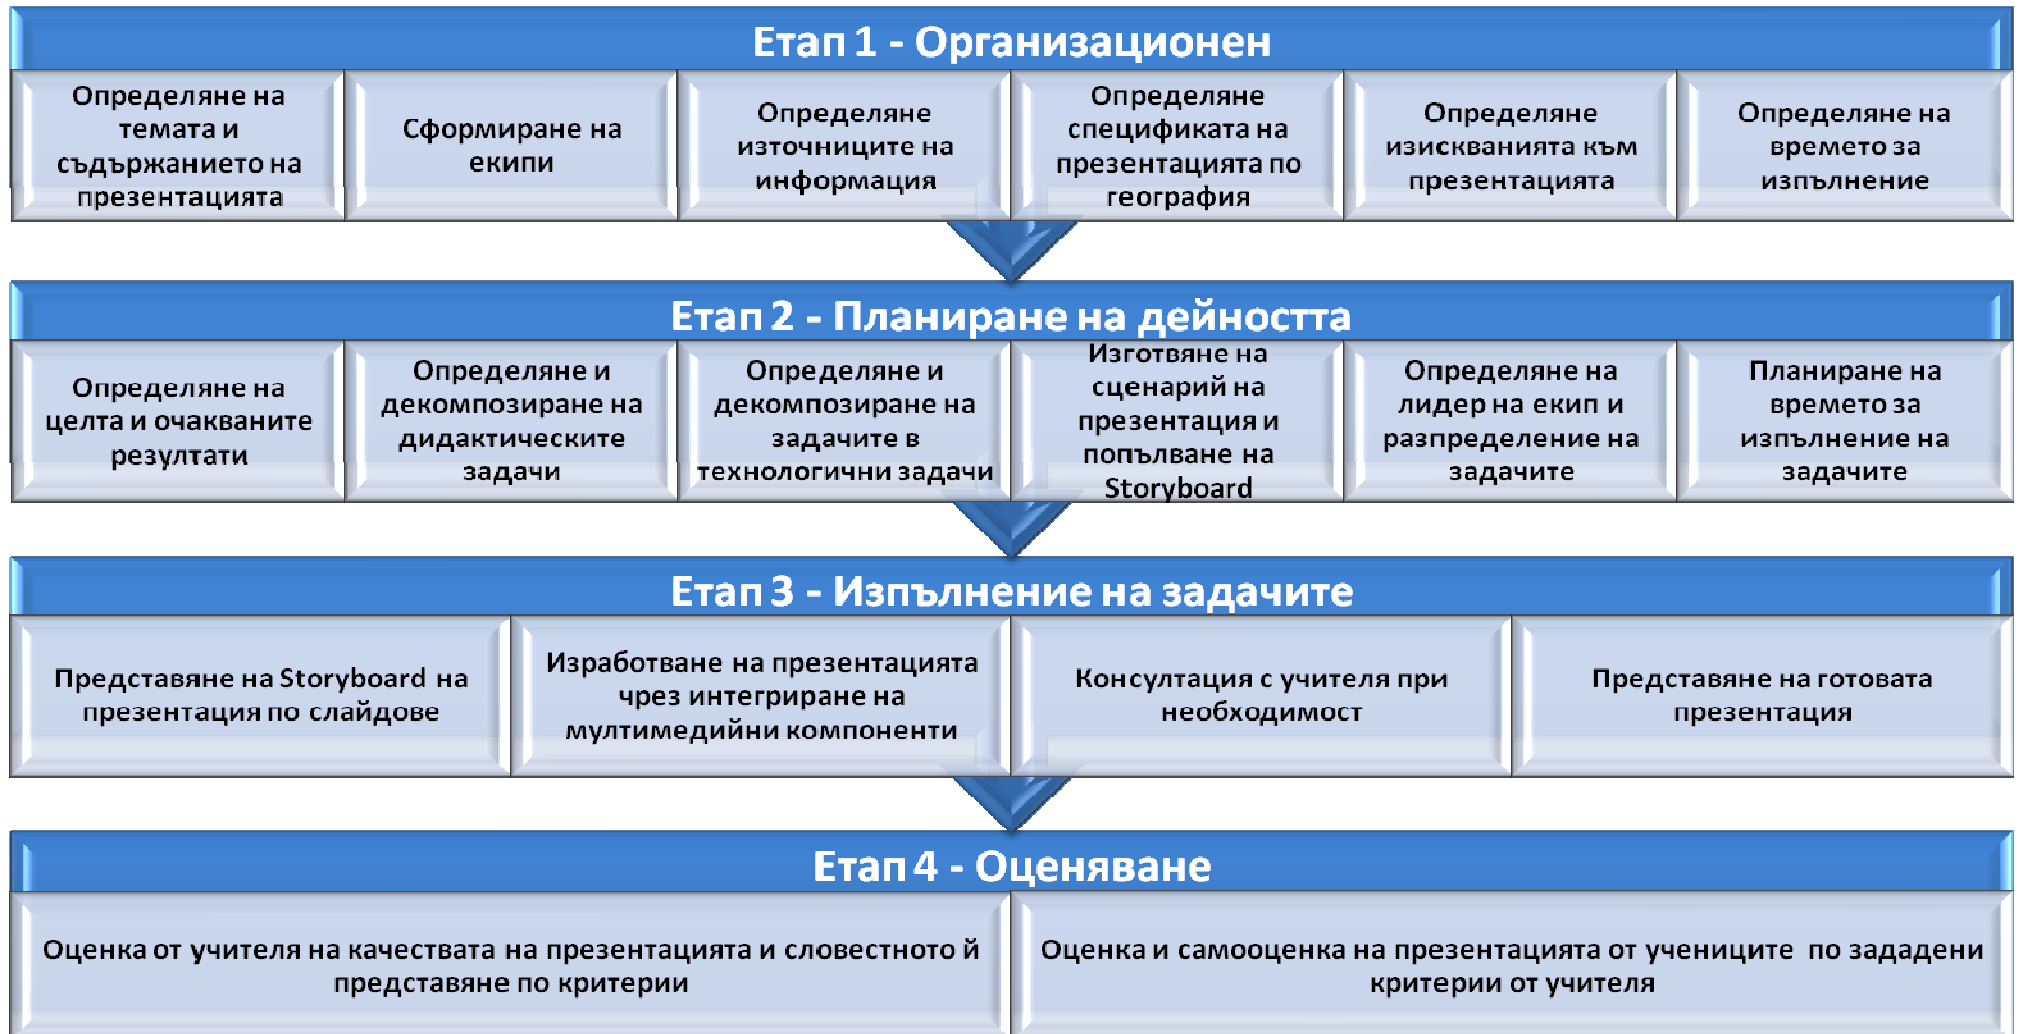 Етап 1 - Организационен
Определяне на
темата и
съдържанието на
презентацията
Сформиране на
екипи
Определяне
източниците на
информация
Определяне
спецификата на
презентацията по
география
Определяне
изискванията към
презентацията
Определяне на
времето за
изпълнение
Етап 2 - Планиране на дейността
Определяне на
целта и очакваните
резултати
Определяне и
декомпозиране на
дидактическите
задачи
Определяне и
декомпозиране на
задачите в
технологични задачи
Изготвяне на
сценарий на
презентация и
попълване на
Storyboard
Определяне на
лидер на екип и
разпределение на
задачите
Планиране на
времето за
изпълнение на
задачите
Етап 3 - Изпълнение на задачите
Представяне на Storyboard на
презентация по слайдове
Изработване на презентацията
чрез интегриране на
мултимедийни компоненти
Консултация с учителя при
необходимост
Представяне на готовата
презентация
Етап 4 - Оценяване
Оценка от учителя на качествата на презентацията и словестното й
представяне по критерии
Оценка и самооценка на презентацията от учениците по зададени
критерии от учителя